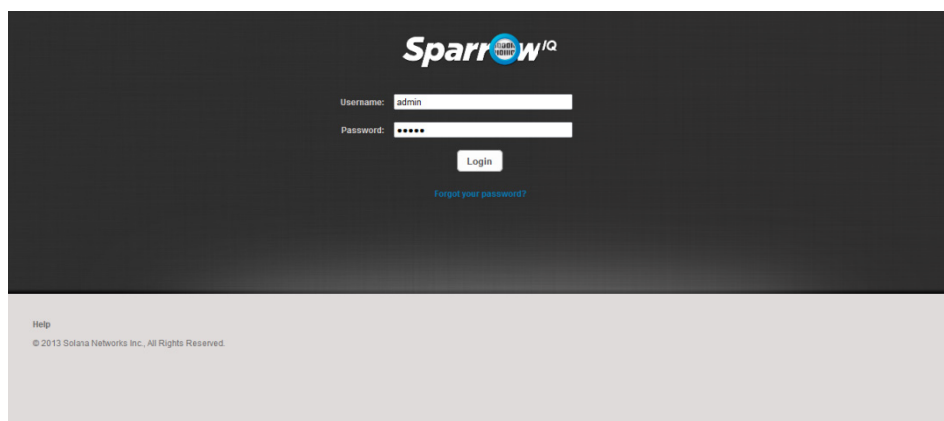 SparrowIQ
Username: admin
Password: •••••
Login
Forgot your password?
Help
© 2013 Solana Networks Inc., All Rights Reserved.